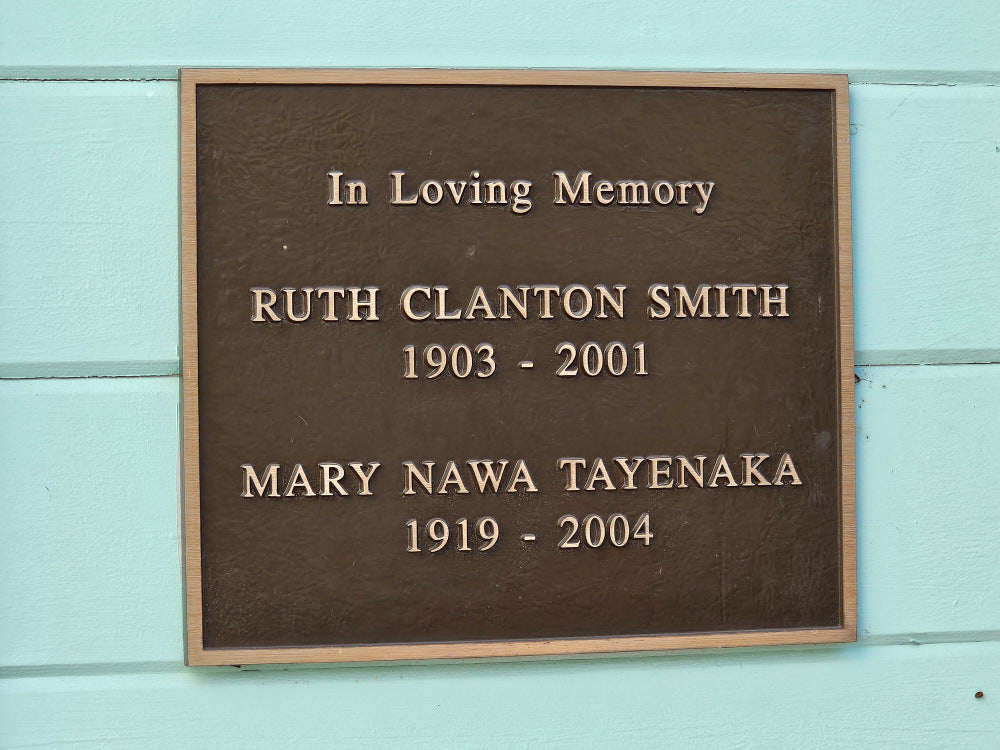 In Loving Memory
RUTH CLANTON SMITH
1903 - 2001
MARY NAWA TAYENAKA
1919 - 2004